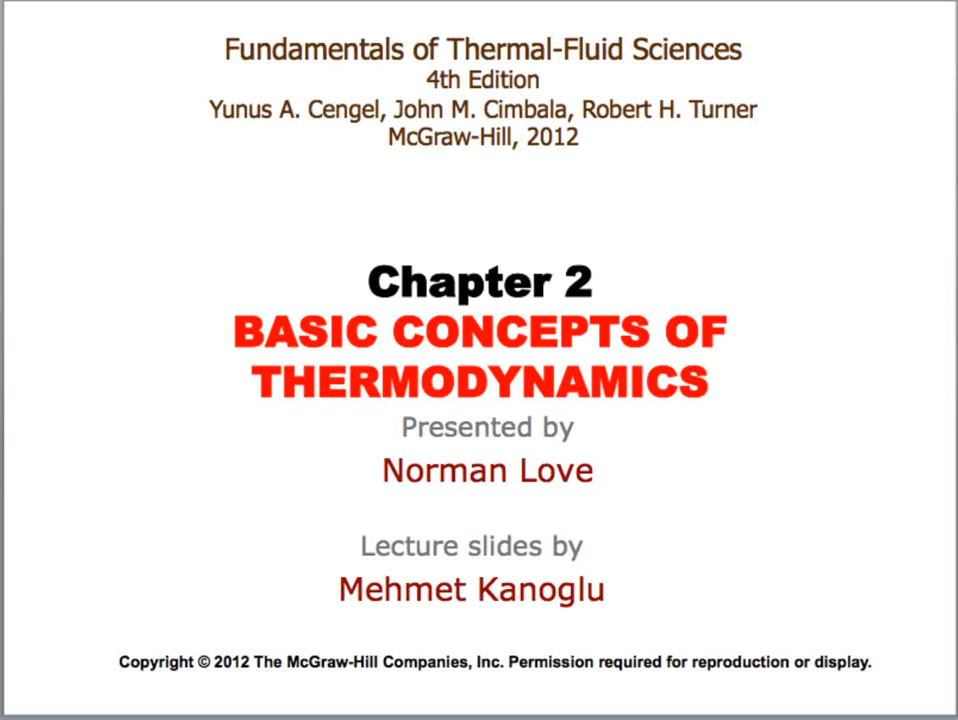 Fundamentals of Thermal-Fluid Sciences
4th Edition
Yunus A. Cengel, John M. Cimbala, Robert H. Turner
McGraw-Hill, 2012
Chapter 2
BASIC CONCEPTS OF
THERMODYNAMICS
Presented by
Norman Love
Lecture slides by
Mehmet Kanoglu
Copyright © 2012 The McGraw-Hill Companies, Inc. Permission required for reproduction or display.